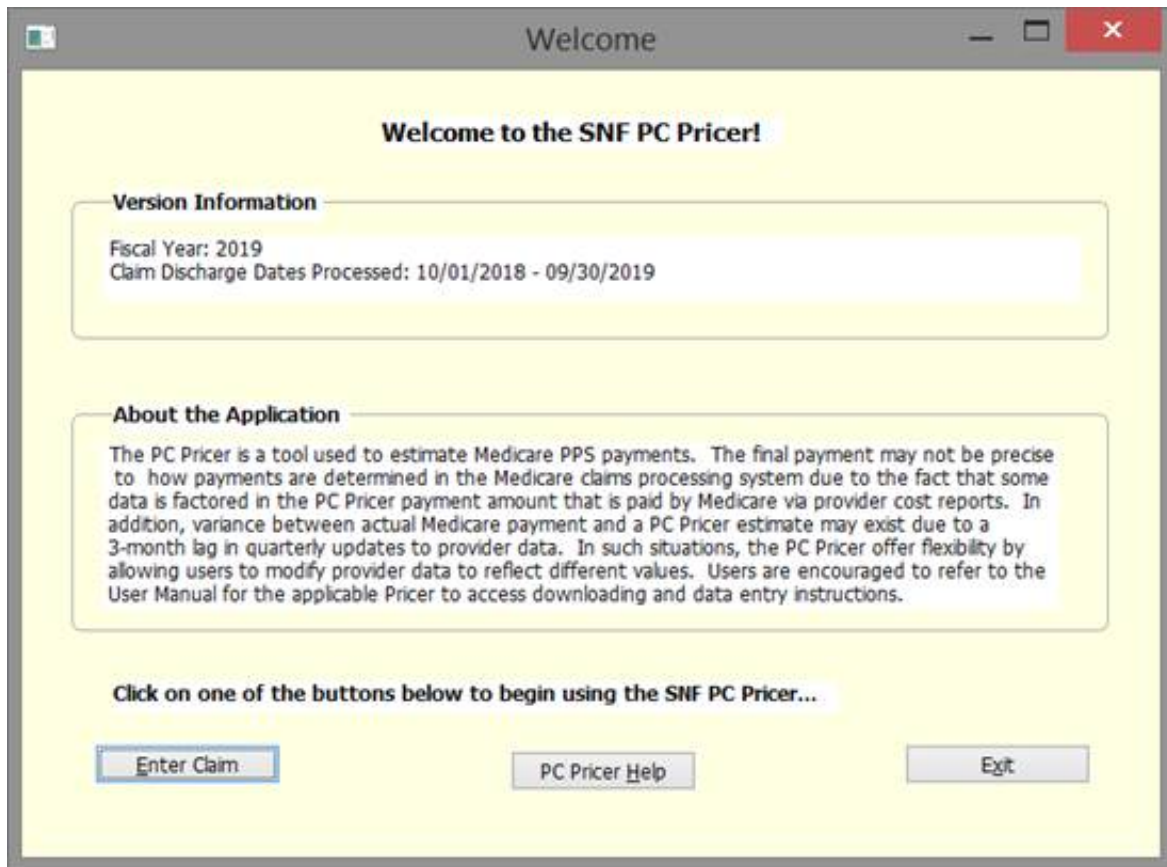 Welcome
Welcome to the SNF PC Pricer!
Version Information
Fiscal Year: 2019
Claim Discharge Dates Processed: 10/01/2018 - 09/30/2019
About the Application
The PC Pricer is a tool used to estimate Medicare PPS payments.  The final payment may not be precise
to  how payments are determined in the Medicare claims processing system due to the fact that some
data is factored in the PC Pricer payment amount that is paid by Medicare via provider cost reports.  In
addition, variance between actual Medicare payment and a PC Pricer estimate may exist due to a
3-month lag in quarterly updates to provider data.  In such situations, the PC Pricer offer flexibility by
allowing users to modify provider data to reflect different values.  Users are encouraged to refer to the
User Manual for the applicable Pricer to access downloading and data entry instructions.
Click on one of the buttons below to begin using the SNF PC Pricer...
Enter Claim
PC Pricer Help
Exit